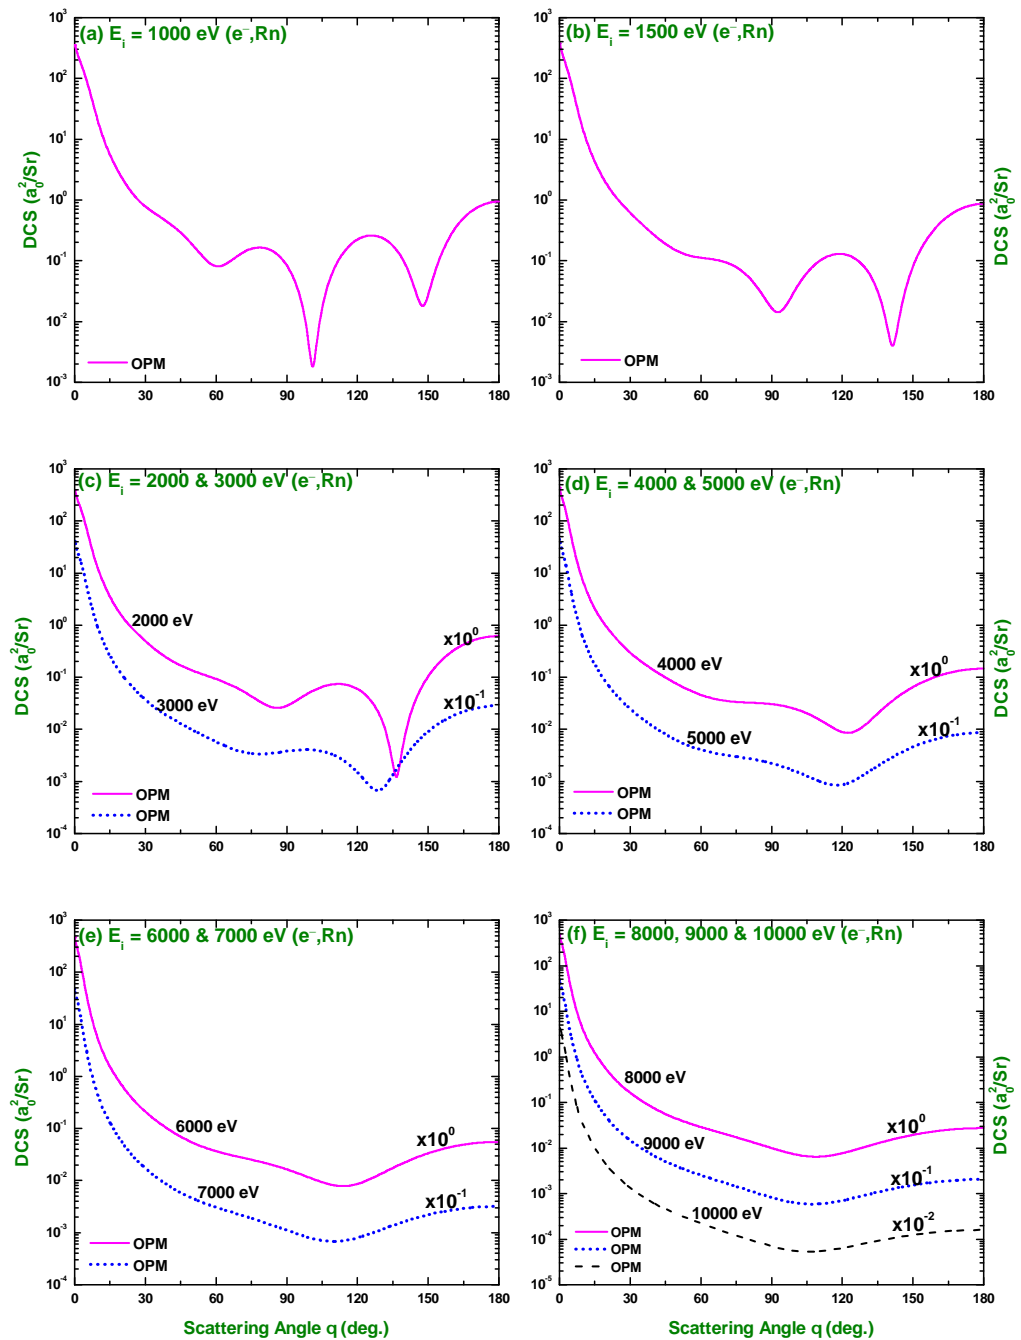 (a) E_i = 1000 eV (e⁻,Rn)
10³
10²
10¹
10⁰
10⁻¹
10⁻²
10⁻³
DCS (a₀²/Sr)
OPM
0 30 60 90 120 150 180
(b) E_i = 1500 eV (e⁻,Rn)
10³
10²
10¹
10⁰
10⁻¹
10⁻²
10⁻³
DCS (a₀²/Sr)
OPM
0 30 60 90 120 150 180
(c) E_i = 2000 & 3000 eV (e⁻,Rn)
10³
10²
10¹
10⁰
10⁻¹
10⁻²
10⁻³
10⁻⁴
DCS (a₀²/Sr)
2000 eV
x10⁰
3000 eV
x10⁻¹
OPM
OPM
0 30 60 90 120 150 180
(d) E_i = 4000 & 5000 eV (e⁻,Rn)
10³
10²
10¹
10⁰
10⁻¹
10⁻²
10⁻³
10⁻⁴
DCS (a₀²/Sr)
4000 eV
x10⁰
5000 eV
x10⁻¹
OPM
OPM
0 30 60 90 120 150 180
(e) E_i = 6000 & 7000 eV (e⁻,Rn)
10³
10²
10¹
10⁰
10⁻¹
10⁻²
10⁻³
10⁻⁴
DCS (a₀²/Sr)
6000 eV
x10⁰
7000 eV
x10⁻¹
OPM
OPM
0 30 60 90 120 150 180
Scattering Angle q (deg.)
(f) E_i = 8000, 9000 & 10000 eV (e⁻,Rn)
10³
10²
10¹
10⁰
10⁻¹
10⁻²
10⁻³
10⁻⁴
10⁻⁵
DCS (a₀²/Sr)
8000 eV
x10⁰
9000 eV
x10⁻¹
10000 eV
x10⁻²
OPM
OPM
OPM
0 30 60 90 120 150 180
Scattering Angle q (deg.)